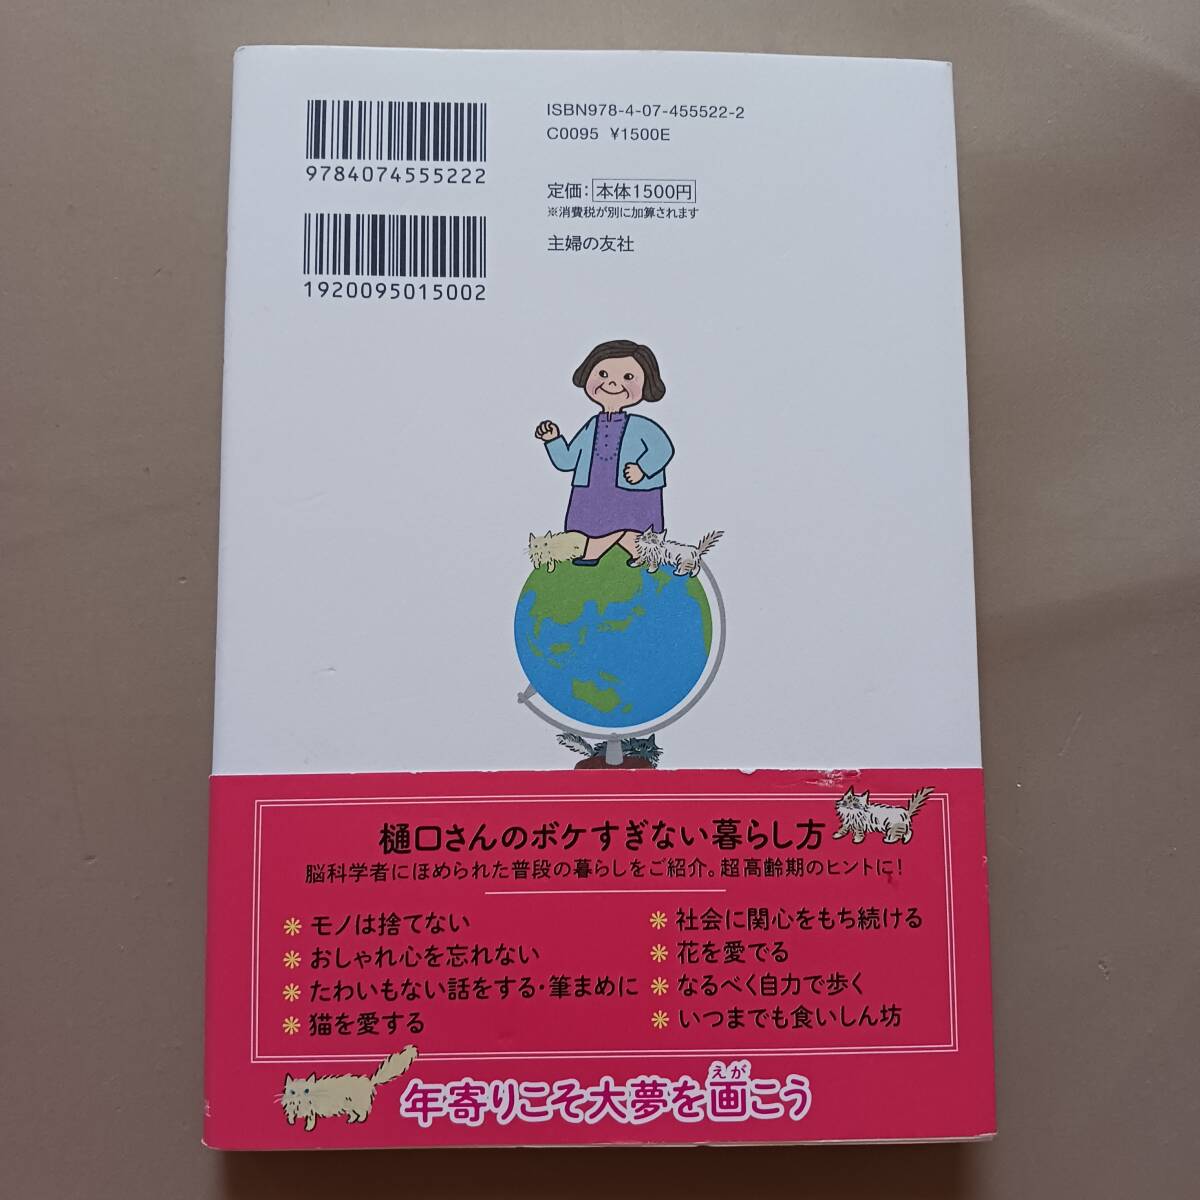 9784074555222
1920095015002
ISBN978-4-07-455522-2
C0095 ¥1500E
定価：本体1500円
※消費税が別に加算されます
主婦の友社
樋口さんのボケすぎない暮らし方
脳科学者にほめられた普段の暮らしをご紹介。超高齢期のヒントに！
＊モノは捨てない
＊おしゃれ心を忘れない
＊たわいもない話をする・筆まめに
＊猫を愛する
＊社会に関心をもち続ける
＊花を愛でる
＊なるべく自力で歩く
＊いつまでも食いしん坊
えが
年寄りこそ大夢を画こう